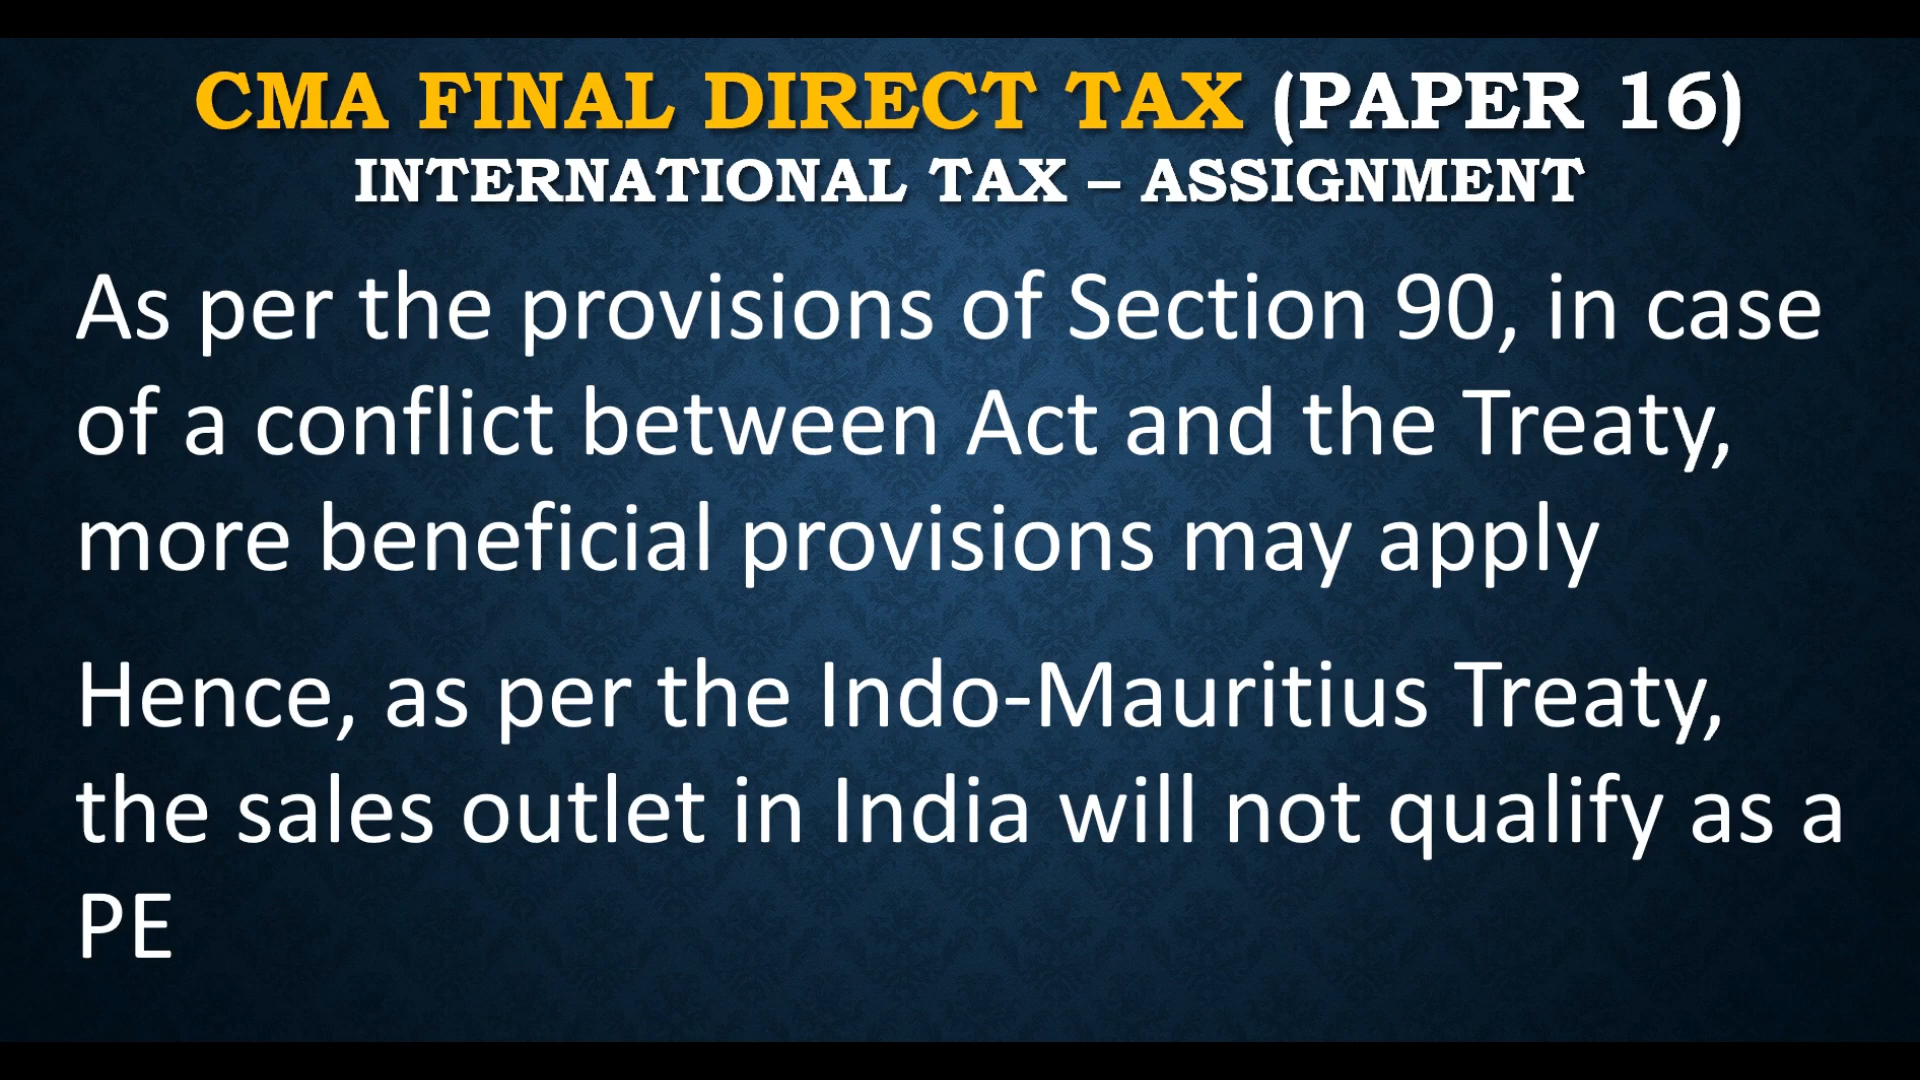 CMA FINAL DIRECT TAX (PAPER 16)
INTERNATIONAL TAX – ASSIGNMENT
As per the provisions of Section 90, in case
of a conflict between Act and the Treaty,
more beneficial provisions may apply
Hence, as per the Indo-Mauritius Treaty,
the sales outlet in India will not qualify as a
PE